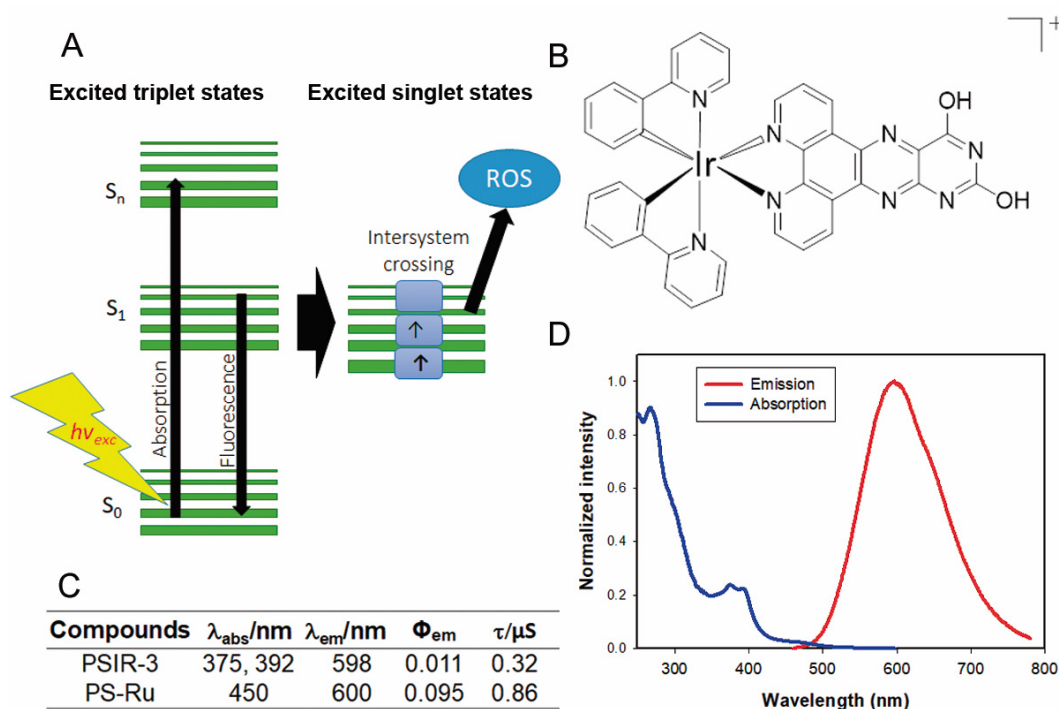 A
Excited triplet states
Excited singlet states
Sn
S1
S0
Absorption
Fluorescence
hνexc
Intersystem
crossing
↑
↑
ROS
B
]+
N
N
Ir
N
N
N
N
OH
N
N
OH
C
Compounds λabs/nm λem/nm Φem τ/µS
PSIR-3 375, 392 598 0.011 0.32
PS-Ru 450 600 0.095 0.86
D
Emission
Absorption
Normalized intensity
1.0
0.8
0.6
0.4
0.2
0.0
300 400 500 600 700 800
Wavelength (nm)